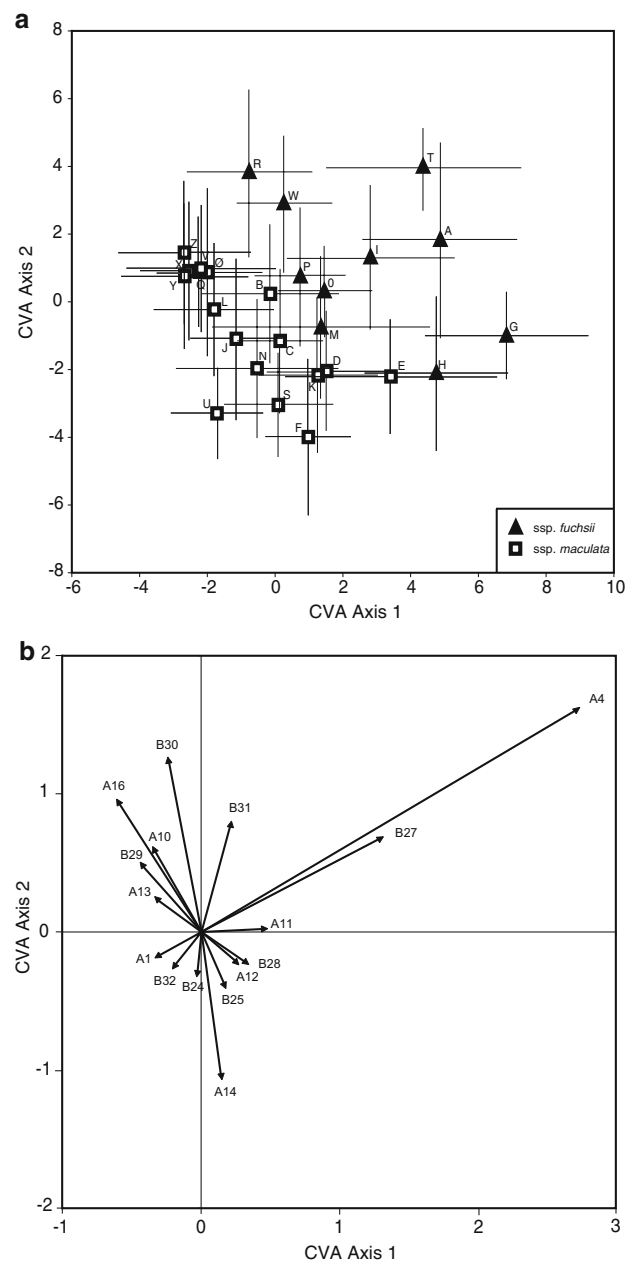 a
8
6
4
2
0
-2
-4
-6
-8
CVA Axis 2
R
T
W
A
I
Z
V
Ø
X
P
Y
Q
B
0
L
M
G
J
C
N
D
E
H
K
U
S
F
ssp. fuchsii
ssp. maculata
-6
-4
-2
0
2
4
6
8
10
CVA Axis 1
b
2
1
0
-1
-2
CVA Axis 2
A4
B30
A16
B31
B27
A10
B29
A13
A11
A1
B28
B32
B24
A12
B25
A14
-1
0
1
2
3
CVA Axis 1